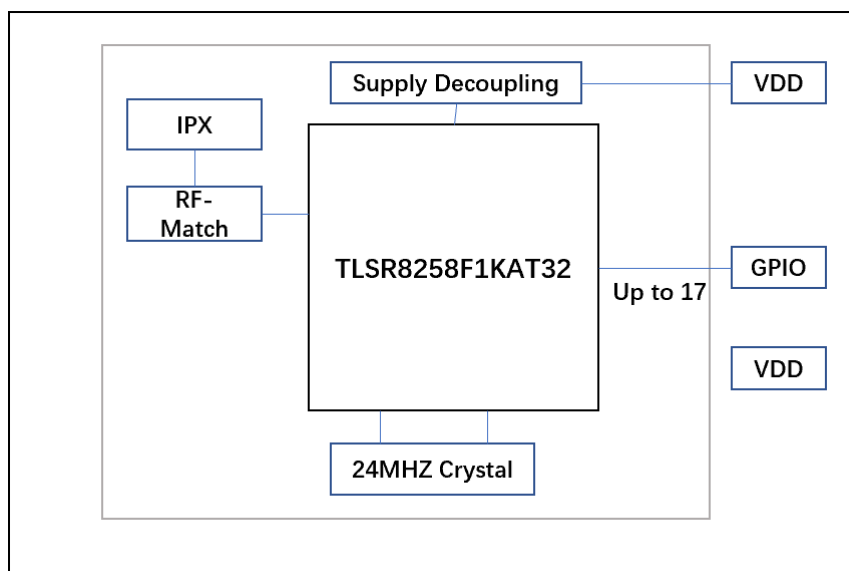 Supply Decoupling
VDD
IPX
RF-
Match
TLSR8258F1KAT32
GPIO
Up to 17
VDD
24MHZ Crystal